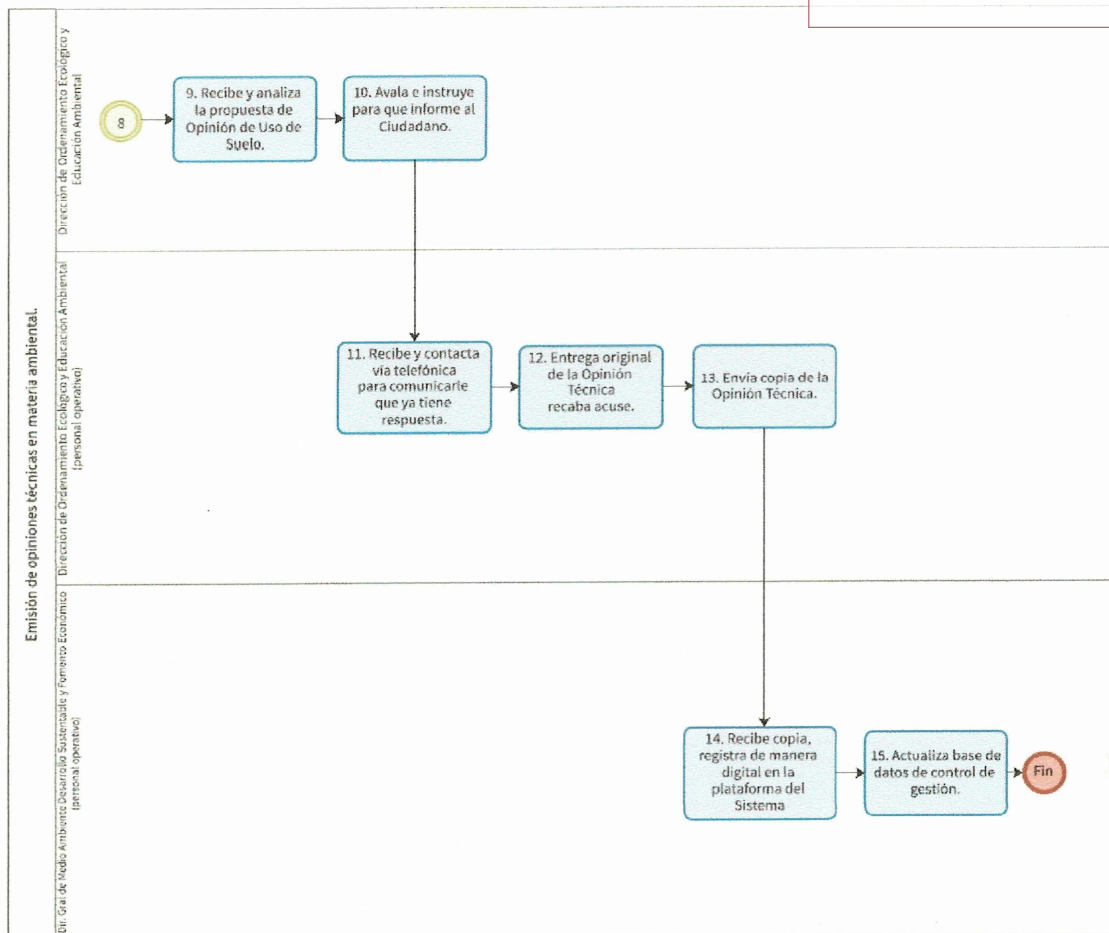 Emisión de opiniones técnicas en materia ambiental.
Dirección de Ordenamiento Ecológico y
Educación Ambiental
8
9. Recibe y analiza
la propuesta de
Opinión de Uso de
Suelo.
10. Avala e instruye
para que informe al
Ciudadano.
Dirección de Ordenamiento Ecológico y Educación Ambiental
(personal operativo)
11. Recibe y contacta
vía telefónica
para comunicarle
que ya tiene
respuesta.
12. Entrega original
de la Opinión
Técnica
recaba acuse.
13. Envía copia de la
Opinión Técnica.
Dir. Gral de Medio Ambiente Desarrollo Sustentable y Fomento Económico
(personal operativo)
14. Recibe copia,
registra de manera
digital en la
plataforma del
Sistema
15. Actualiza base de
datos de control de
gestión.
Fin